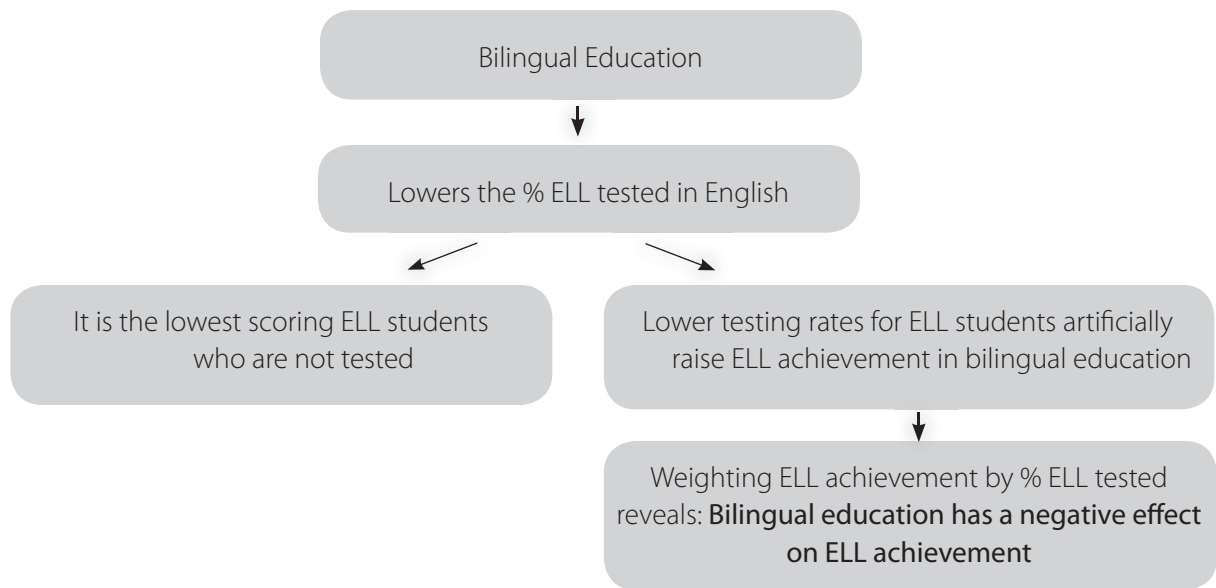 Bilingual Education
Lowers the % ELL tested in English
It is the lowest scoring ELL students
who are not tested
Lower testing rates for ELL students artificially
raise ELL achievement in bilingual education
Weighting ELL achievement by % ELL tested
reveals: Bilingual education has a negative effect
on ELL achievement